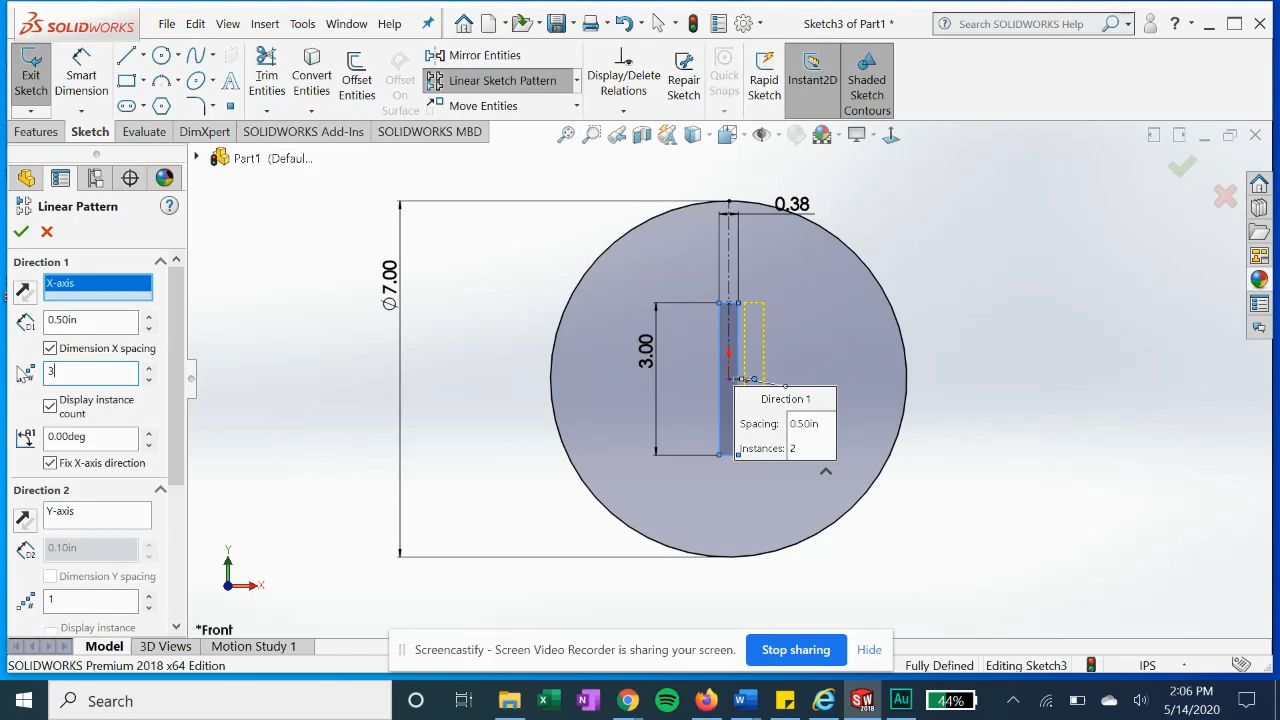 SOLIDWORKS
File Edit View Insert Tools Window Help
Sketch3 of Part1 *
Search SOLIDWORKS Help
?
Exit Sketch
Smart Dimension
Trim Entities
Convert Entities
Offset Entities
Offset On Surface
Mirror Entities
Linear Sketch Pattern
Move Entities
Display/Delete Relations
Repair Sketch
Quick Snaps
Rapid Sketch
Instant2D
Shaded Sketch Contours
Features Sketch Evaluate DimXpert SOLIDWORKS Add-Ins SOLIDWORKS MBD
Part1 (Defaul...
Linear Pattern
?
Direction 1
X-axis
D1
0.50in
Dimension X spacing
3
Display instance count
A1
0.00deg
Fix X-axis direction
Direction 2
Y-axis
D2
0.10in
Dimension Y spacing
1
Display instance
0.38
∅ 7.00
3.00
Direction 1
Spacing: 0.50in
Instances: 2
Y
X
*Front
Model 3D Views Motion Study 1
Screencastify - Screen Video Recorder is sharing your screen.
Stop sharing
Hide
SOLIDWORKS Premium 2018 x64 Edition
Fully Defined
Editing Sketch3
IPS
Search
44%
2:06 PM
5/14/2020